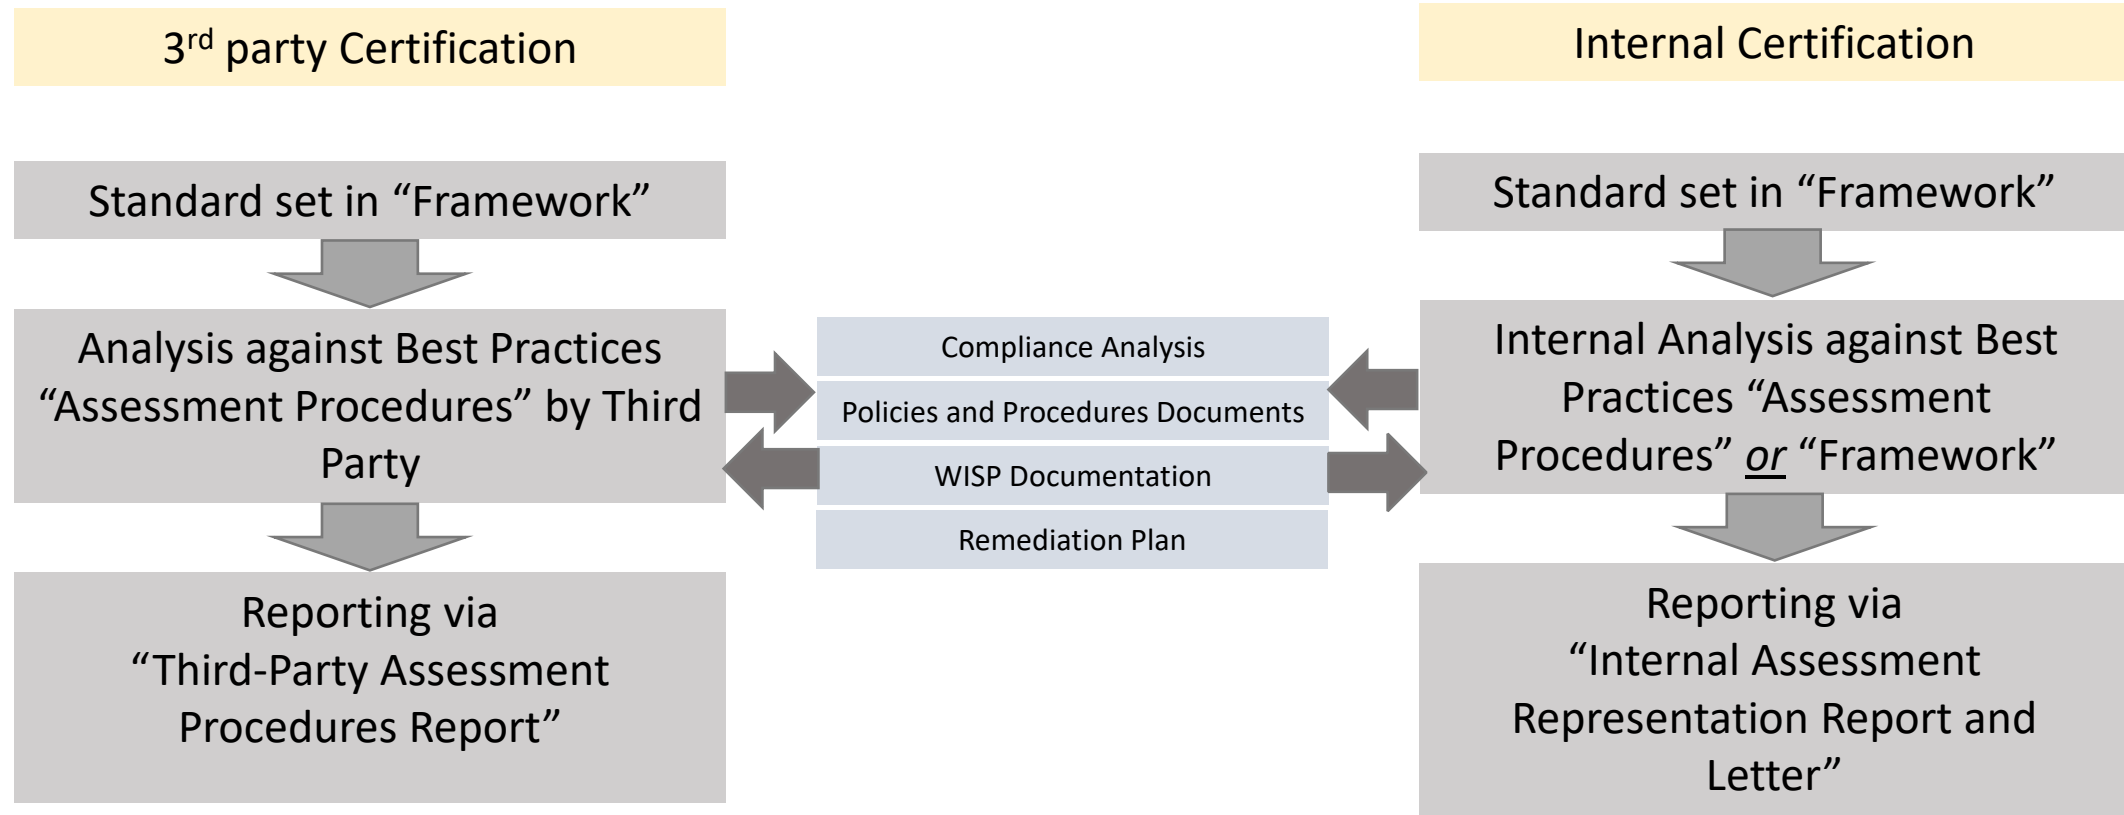 3rd party Certification
Standard set in “Framework”
Analysis against Best Practices
“Assessment Procedures” by Third
Party
Reporting via
“Third-Party Assessment
Procedures Report”
Compliance Analysis
Policies and Procedures Documents
WISP Documentation
Remediation Plan
Internal Certification
Standard set in “Framework”
Internal Analysis against Best
Practices “Assessment
Procedures” or “Framework”
Reporting via
“Internal Assessment
Representation Report and
Letter”